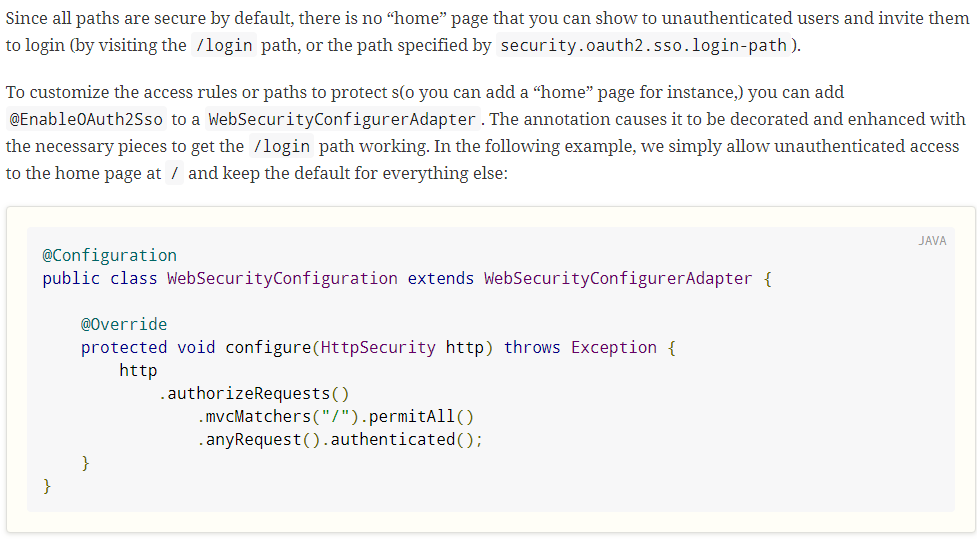 Since all paths are secure by default, there is no “home” page that you can show to unauthenticated users and invite them
to login (by visiting the /login path, or the path specified by security.oauth2.sso.login-path).
To customize the access rules or paths to protect s(o you can add a “home” page for instance,) you can add
@EnableOAuth2Sso to a WebSecurityConfigurerAdapter. The annotation causes it to be decorated and enhanced with
the necessary pieces to get the /login path working. In the following example, we simply allow unauthenticated access
to the home page at / and keep the default for everything else:
JAVA
@Configuration
public class WebSecurityConfiguration extends WebSecurityConfigurerAdapter {
    @Override
    protected void configure(HttpSecurity http) throws Exception {
        http
            .authorizeRequests()
                .mvcMatchers("/").permitAll()
                .anyRequest().authenticated();
    }
}